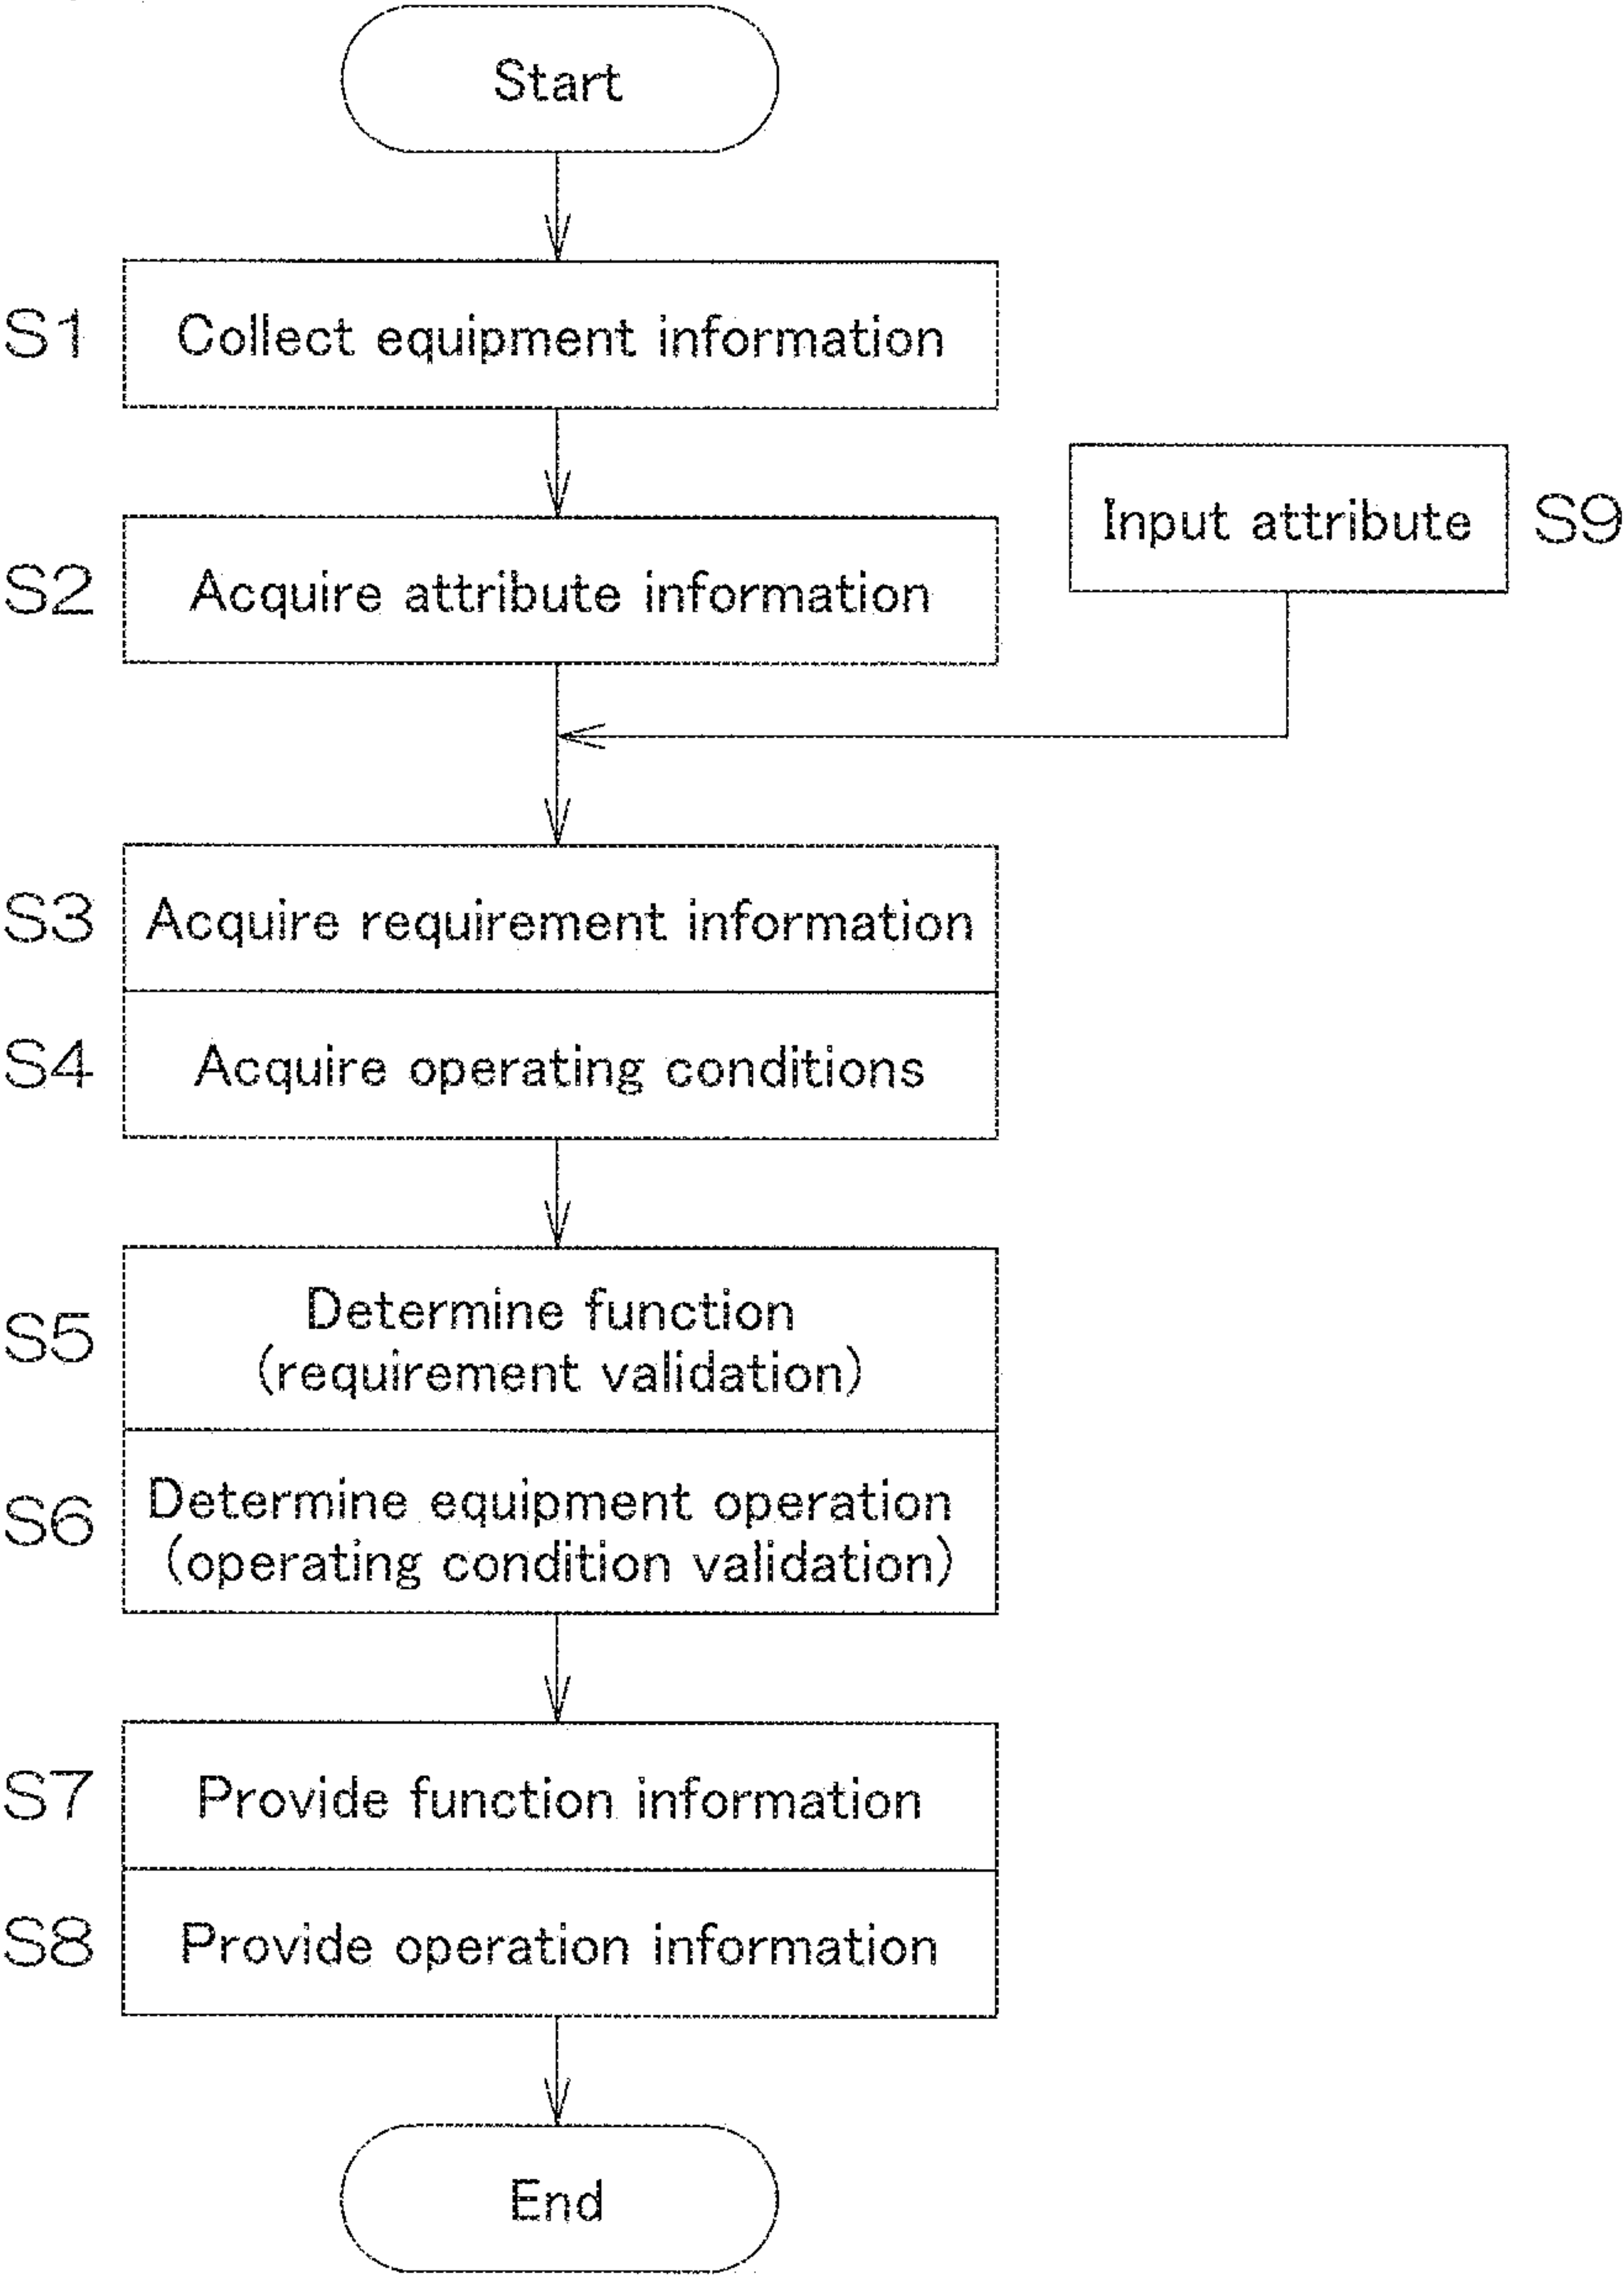 Start
S1 Collect equipment information
Input attribute S9
S2 Acquire attribute information
S3 Acquire requirement information
S4 Acquire operating conditions
S5 Determine function
(requirement validation)
S6 Determine equipment operation
(operating condition validation)
S7 Provide function information
S8 Provide operation information
End